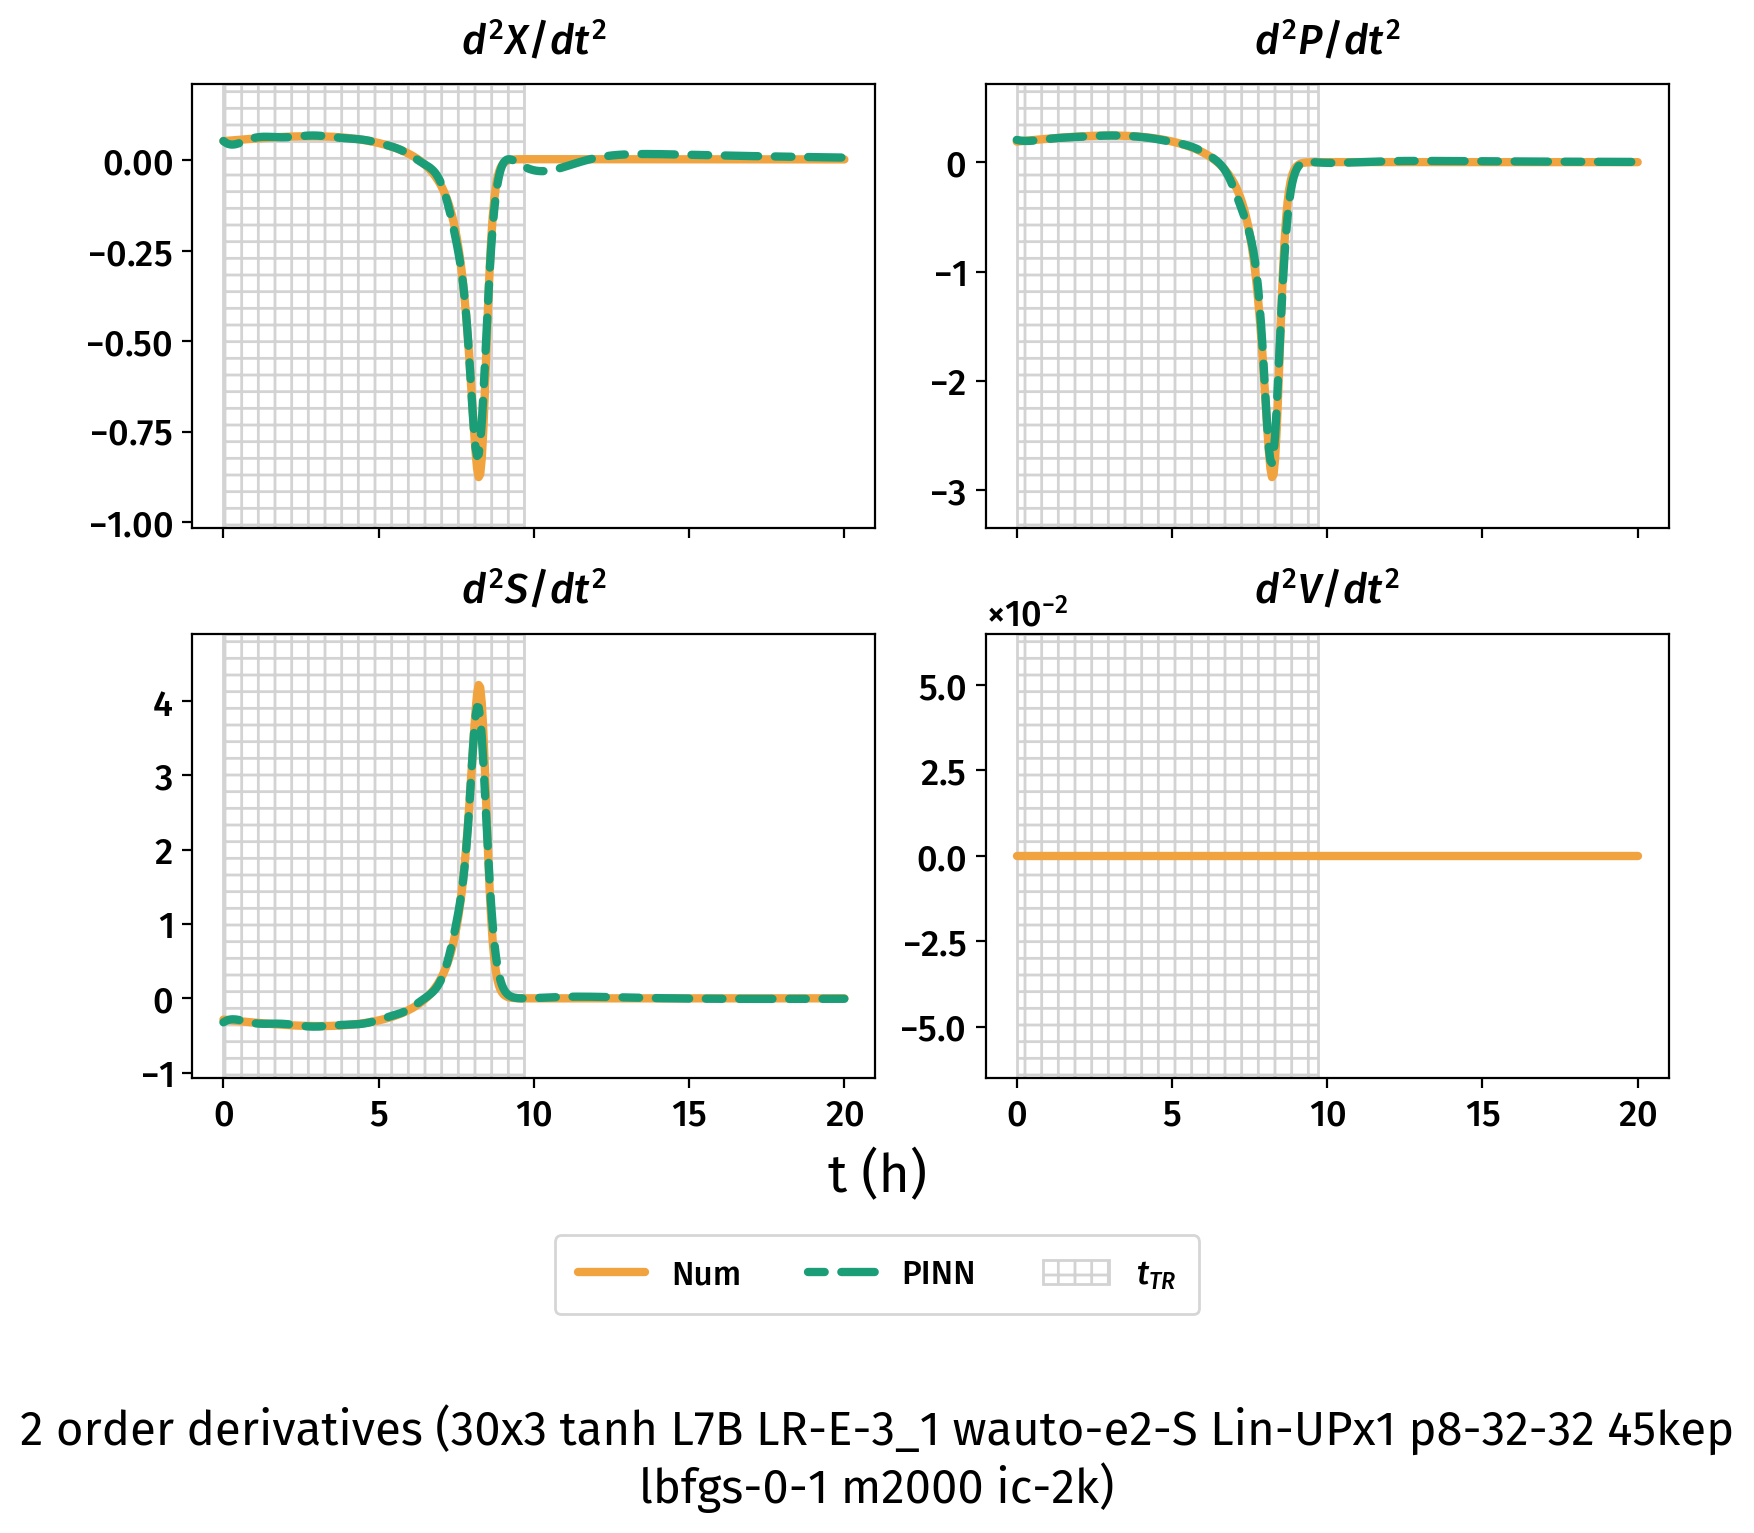 d²X/dt²
d²P/dt²
0.00
−0.25
−0.50
−0.75
−1.00
0
−1
−2
−3
d²S/dt²
d²V/dt²
×10⁻²
4
3
2
1
0
−1
5.0
2.5
0.0
−2.5
−5.0
0 5 10 15 20
0 5 10 15 20
t (h)
Num PINN t_TR
2 order derivatives (30x3 tanh L7B LR-E-3_1 wauto-e2-S Lin-UPx1 p8-32-32 45kep
lbfgs-0-1 m2000 ic-2k)